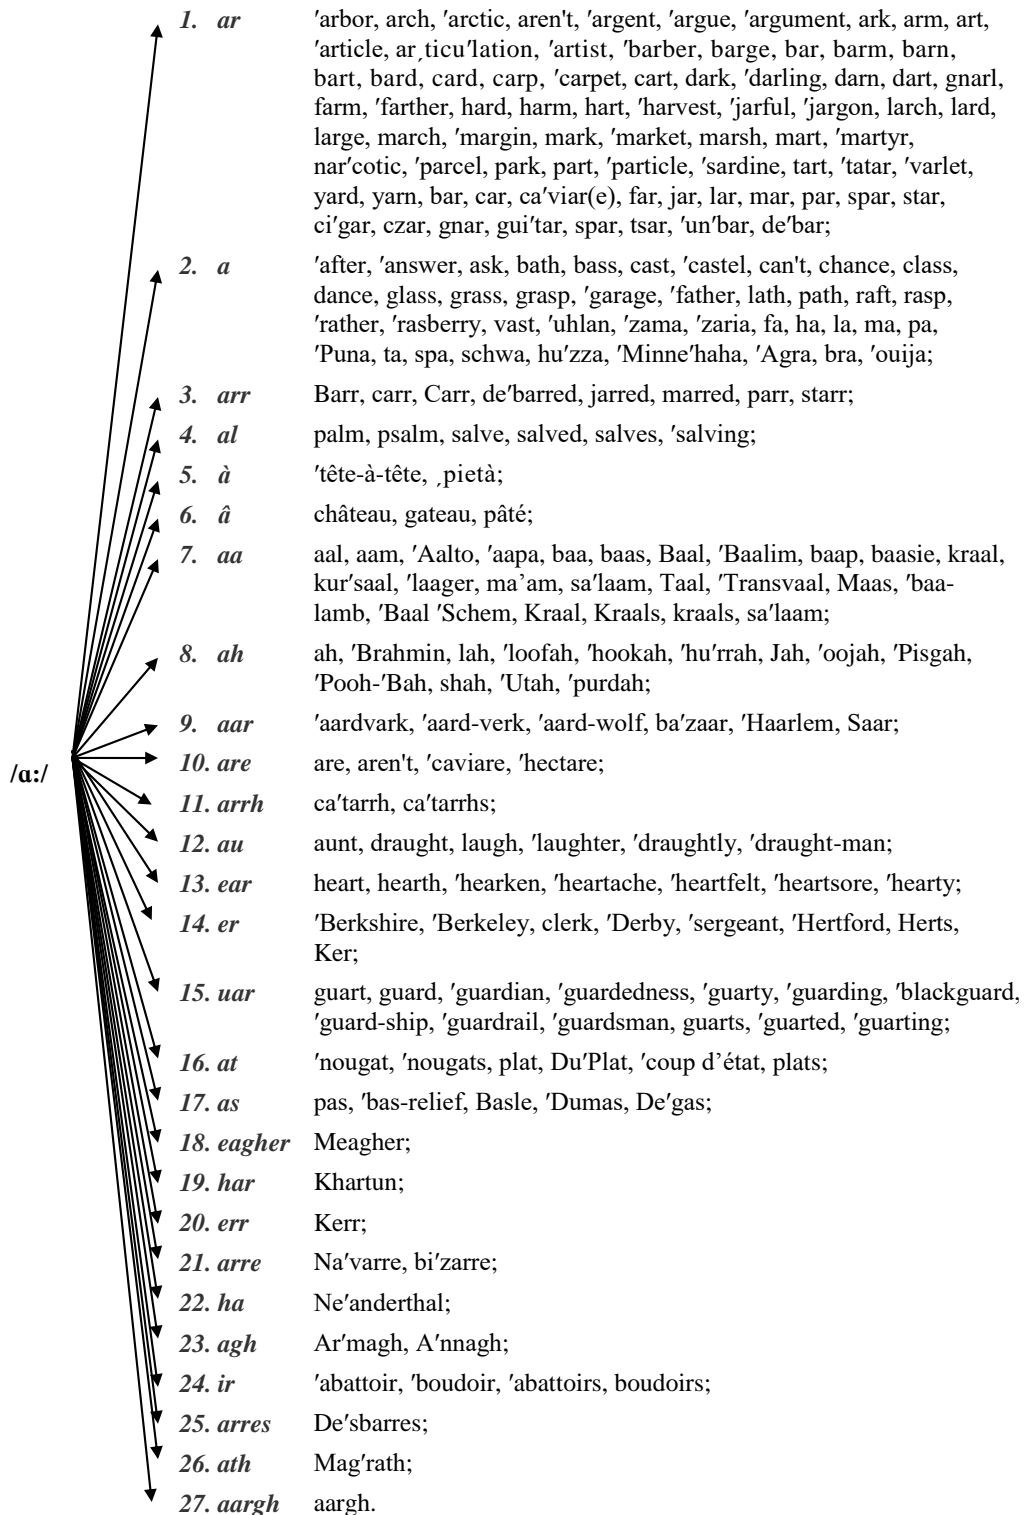 1. ar 'arbor, arch, 'arctic, aren't, 'argent, 'argue, 'argument, ark, arm, art,
'article, arˏticu'lation, 'artist, 'barber, barge, bar, barm, barn,
bart, bard, card, carp, 'carpet, cart, dark, 'darling, darn, dart, gnarl,
farm, 'farther, hard, harm, hart, 'harvest, 'jarful, 'jargon, larch, lard,
large, march, 'margin, mark, 'market, marsh, mart, 'martyr,
nar'cotic, 'parcel, park, part, 'particle, 'sardine, tart, 'tatar, 'varlet,
yard, yarn, bar, car, ca'viar(e), far, jar, lar, mar, par, spar, star,
ci'gar, czar, gnar, gui'tar, spar, tsar, 'un'bar, de'bar;
2. a 'after, 'answer, ask, bath, bass, cast, 'castel, can't, chance, class,
dance, glass, grass, grasp, 'garage, 'father, lath, path, raft, rasp,
'rather, 'rasberry, vast, 'uhlan, 'zama, 'zaria, fa, ha, la, ma, pa,
'Puna, ta, spa, schwa, hu'zza, 'Minne'haha, 'Agra, bra, 'ouija;
3. arr Barr, carr, Carr, de'barred, jarred, marred, parr, starr;
4. al palm, psalm, salve, salved, salves, 'salving;
5. à 'tête-à-tête, ˏpietà;
6. â château, gateau, pâté;
7. aa aal, aam, 'Aalto, 'aapa, baa, baas, Baal, 'Baalim, baap, baasie, kraal,
kur'saal, 'laager, ma’am, sa'laam, Taal, 'Transvaal, Maas, 'baa-
lamb, 'Baal 'Schem, Kraal, Kraals, kraals, sa'laam;
8. ah ah, 'Brahmin, lah, 'loofah, 'hookah, 'hu'rrah, Jah, 'oojah, 'Pisgah,
'Pooh-'Bah, shah, 'Utah, 'purdah;
9. aar 'aardvark, 'aard-verk, 'aard-wolf, ba'zaar, 'Haarlem, Saar;
/ɑ:/ 10. are are, aren't, 'caviare, 'hectare;
11. arrh ca'tarrh, ca'tarrhs;
12. au aunt, draught, laugh, 'laughter, 'draughtly, 'draught-man;
13. ear heart, hearth, 'hearken, 'heartache, 'heartfelt, 'heartsore, 'hearty;
14. er 'Berkshire, 'Berkeley, clerk, 'Derby, 'sergeant, 'Hertford, Herts,
Ker;
15. uar guart, guard, 'guardian, 'guardedness, 'guarty, 'guarding, 'blackguard,
'guard-ship, 'guardrail, 'guardsman, guarts, 'guarted, 'guarting;
16. at 'nougat, 'nougats, plat, Du'Plat, 'coup d’état, plats;
17. as pas, 'bas-relief, Basle, 'Dumas, De'gas;
18. eagher Meagher;
19. har Khartun;
20. err Kerr;
21. arre Na'varre, bi'zarre;
22. ha Ne'anderthal;
23. agh Ar'magh, A'nnagh;
24. ir 'abattoir, 'boudoir, 'abattoirs, boudoirs;
25. arres De'sbarres;
26. ath Mag'rath;
27. aargh aargh.